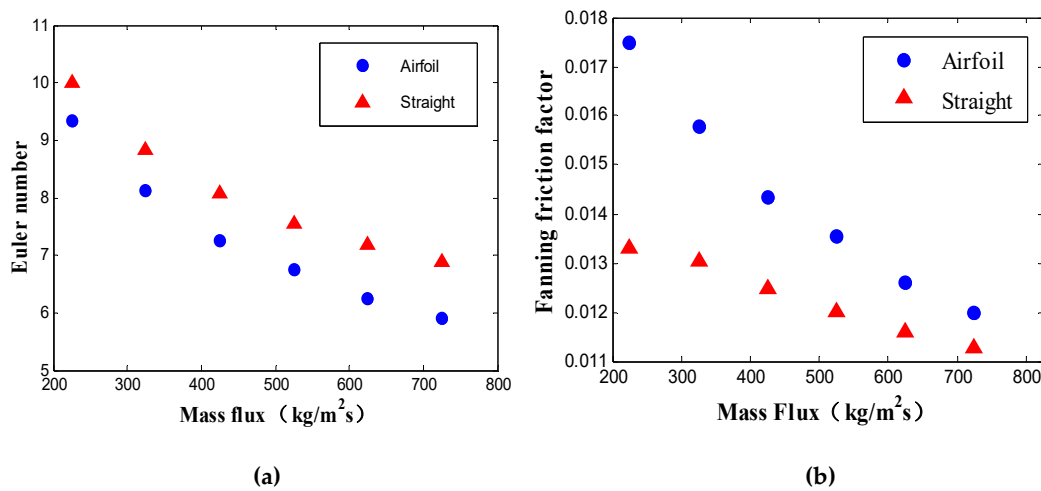 11
10
9
8
7
6
5
Euler number
Airfoil
Straight
200 300 400 500 600 700 800
Mass flux（kg/m²s）
(a)
0.018
0.017
0.016
0.015
0.014
0.013
0.012
0.011
Fanning friction factor
Airfoil
Straight
200 300 400 500 600 700 800
Mass Flux（kg/m²s）
(b)